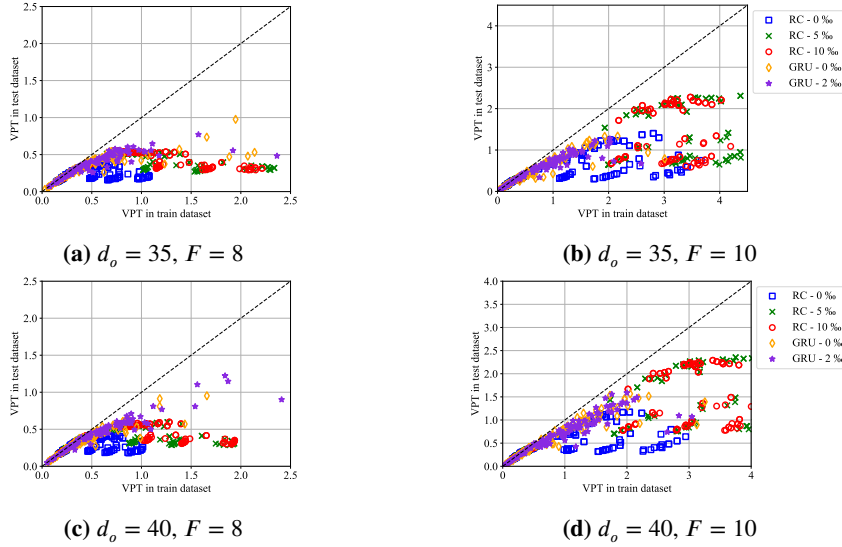 2.5
2.0
1.5
1.0
0.5
0.0
0.0 0.5 1.0 1.5 2.0 2.5
VPT in test dataset
VPT in train dataset
(a) d_o = 35, F = 8
4
3
2
1
0
0 1 2 3 4
VPT in test dataset
VPT in train dataset
RC - 0 ‰
RC - 5 ‰
RC - 10 ‰
GRU - 0 ‰
GRU - 2 ‰
(b) d_o = 35, F = 10
2.5
2.0
1.5
1.0
0.5
0.0
0.0 0.5 1.0 1.5 2.0 2.5
VPT in test dataset
VPT in train dataset
(c) d_o = 40, F = 8
4.0
3.5
3.0
2.5
2.0
1.5
1.0
0.5
0.0
0 1 2 3 4
VPT in test dataset
VPT in train dataset
RC - 0 ‰
RC - 5 ‰
RC - 10 ‰
GRU - 0 ‰
GRU - 2 ‰
(d) d_o = 40, F = 10